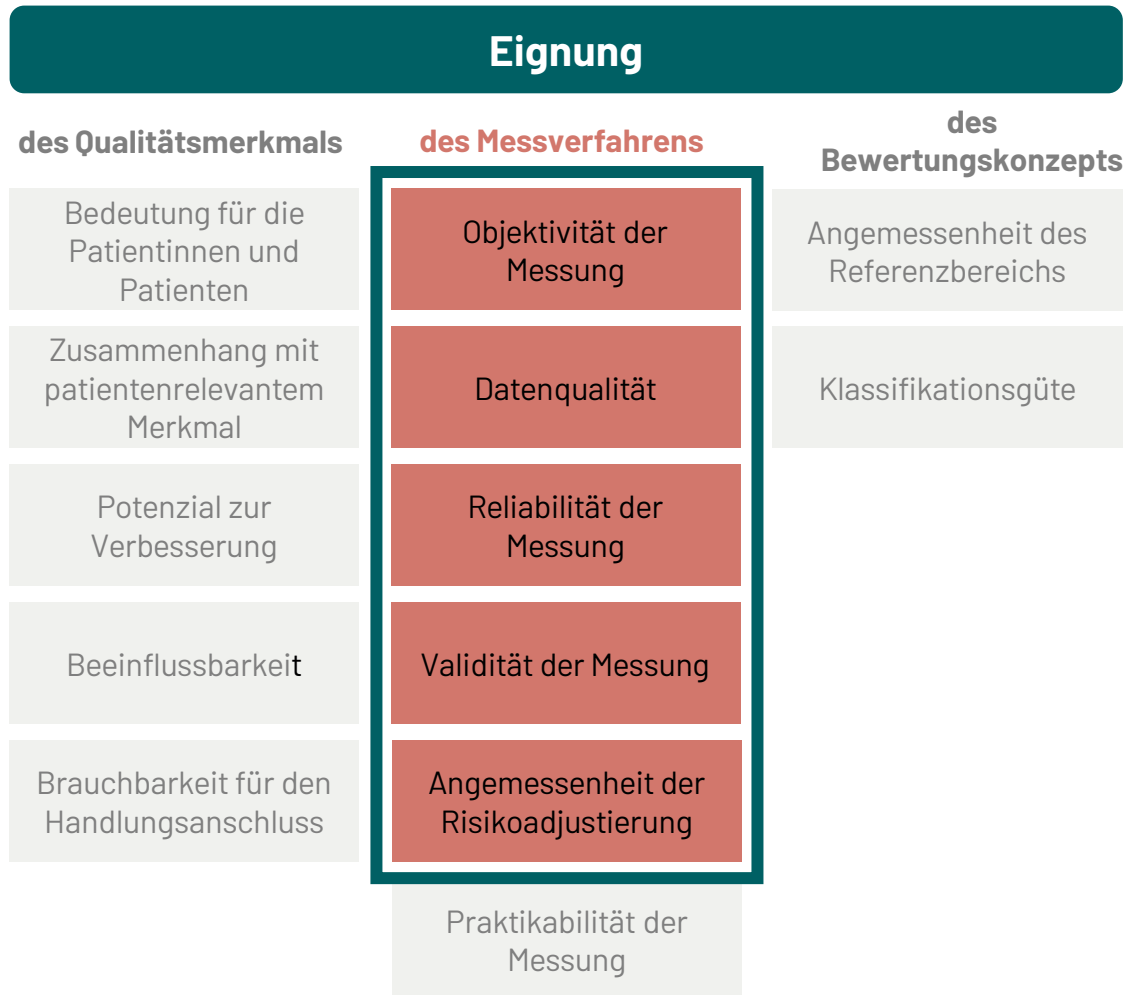 Eignung
des Qualitätsmerkmals
Bedeutung für die
Patientinnen und
Patienten
Zusammenhang mit
patientenrelevantem
Merkmal
Potenzial zur
Verbesserung
Beeinflussbarkeit
Brauchbarkeit für den
Handlungsanschluss
des Messverfahrens
Objektivität der
Messung
Datenqualität
Reliabilität der
Messung
Validität der Messung
Angemessenheit der
Risikoadjustierung
Praktikabilität der
Messung
des
Bewertungskonzepts
Angemessenheit des
Referenzbereichs
Klassifikationsgüte